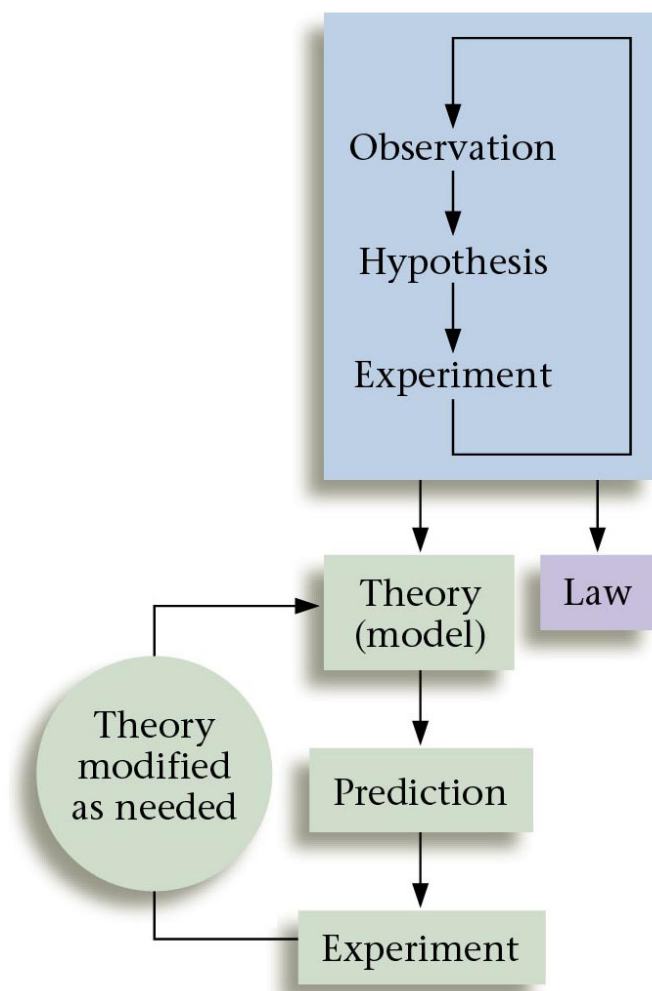 Observation
Hypothesis
Experiment
Theory
(model)
Law
Theory
modified
as needed
Prediction
Experiment